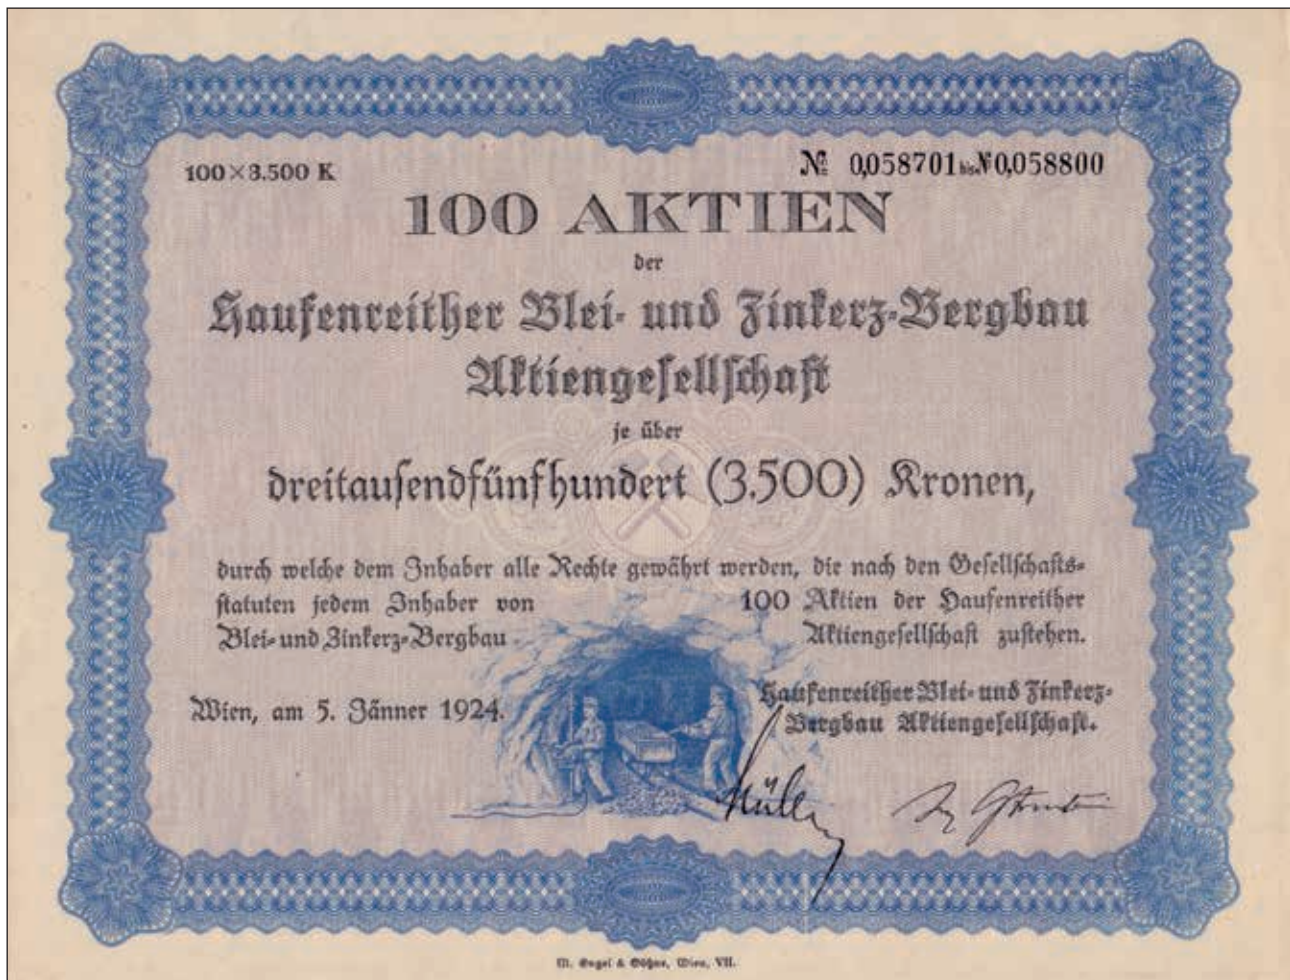 100×3.500 K
№ 0,058701 bis № 0,058800
100 AKTIEN
der
Haufenreither Blei- und Zinkerz-Bergbau
Aktiengesellschaft
je über
dreitausendfünfhundert (3.500) Kronen,
durch welche dem Inhaber alle Rechte gewährt werden, die nach den Gesellschafts-
statuten jedem Inhaber von 100 Aktien der Haufenreither
Blei- und Zinkerz-Bergbau Aktiengesellschaft zustehen.
Wien, am 5. Jänner 1924.
Haufenreither Blei- und Zinkerz-
Bergbau Aktiengesellschaft.
M. Engel & Söhne, Wien, VII.